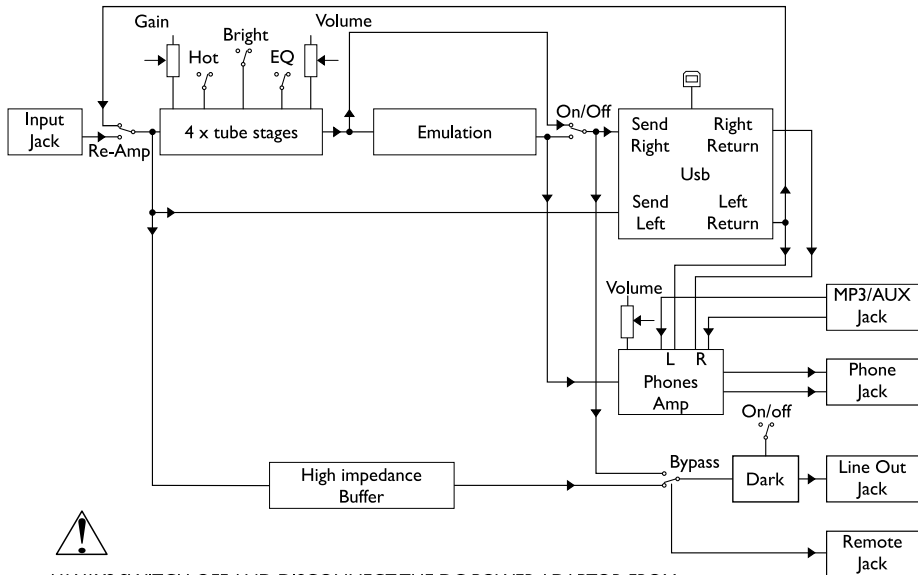 Gain
Volume
Bright
Hot
EQ
Input
Jack
Re-Amp
4 x tube stages
Emulation
On/Off
Send
Right
Right
Return
Usb
Send
Left
Left
Return
Volume
MP3/AUX
Jack
L R
Phones
Amp
Phone
Jack
On/off
High impedance
Buffer
Bypass
Dark
Line Out
Jack
Remote
Jack